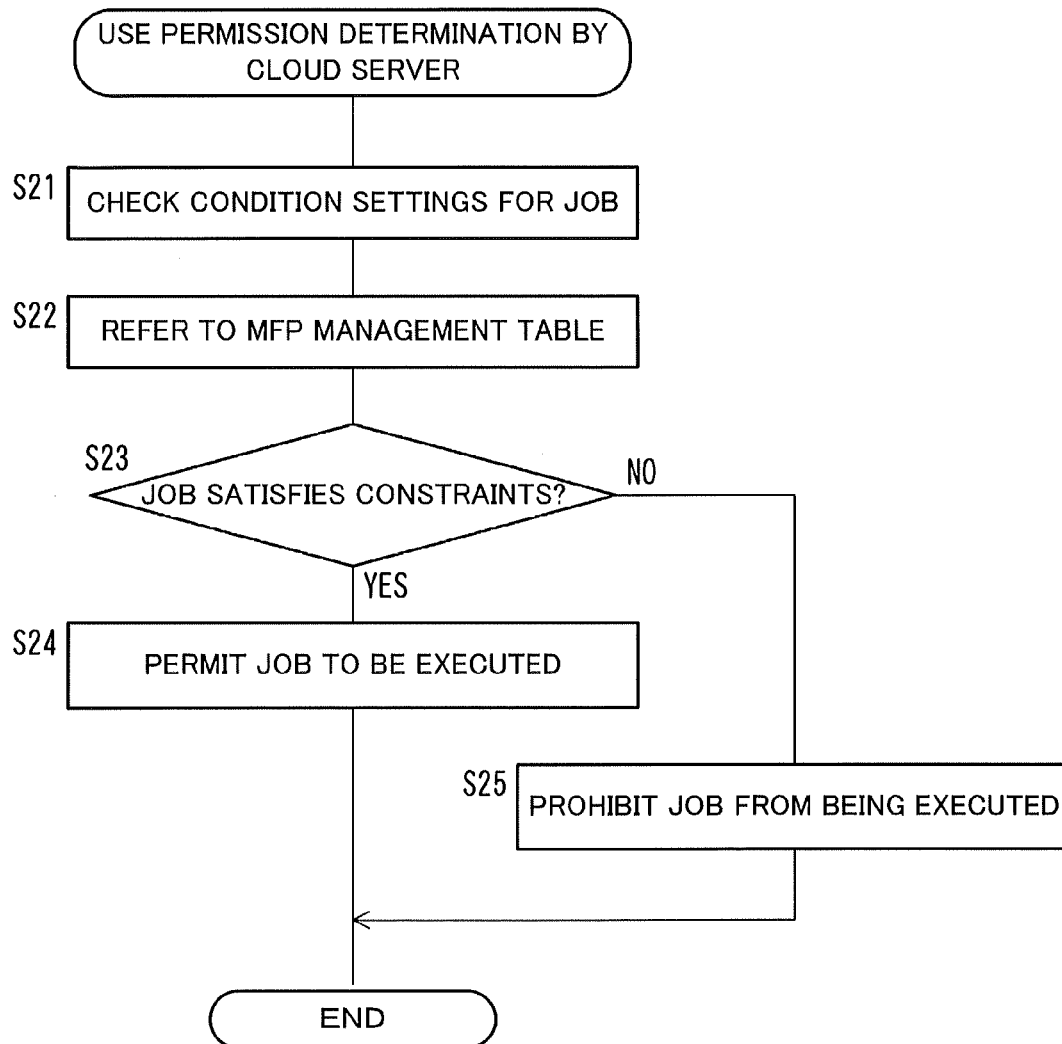 USE PERMISSION DETERMINATION BY
CLOUD SERVER
S21
CHECK CONDITION SETTINGS FOR JOB
S22
REFER TO MFP MANAGEMENT TABLE
S23
JOB SATISFIES CONSTRAINTS?
NO
YES
S24
PERMIT JOB TO BE EXECUTED
S25
PROHIBIT JOB FROM BEING EXECUTED
END